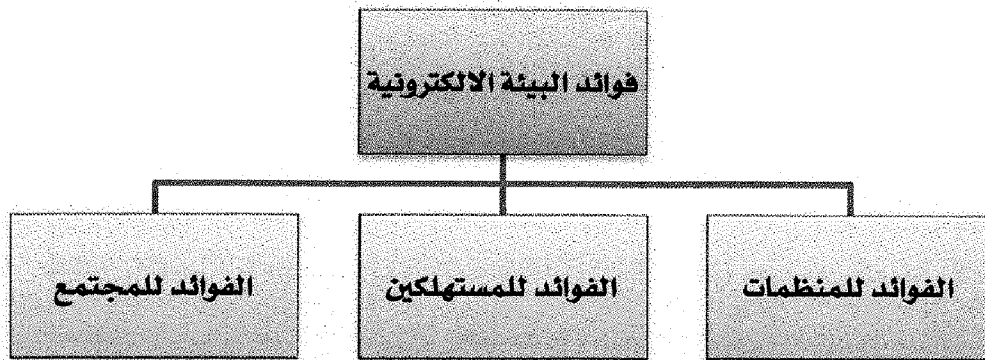 فوائد البيئة الالكترونية
الفوائد للمنظمات
الفوائد للمستهلكين
الفوائد للمجتمع